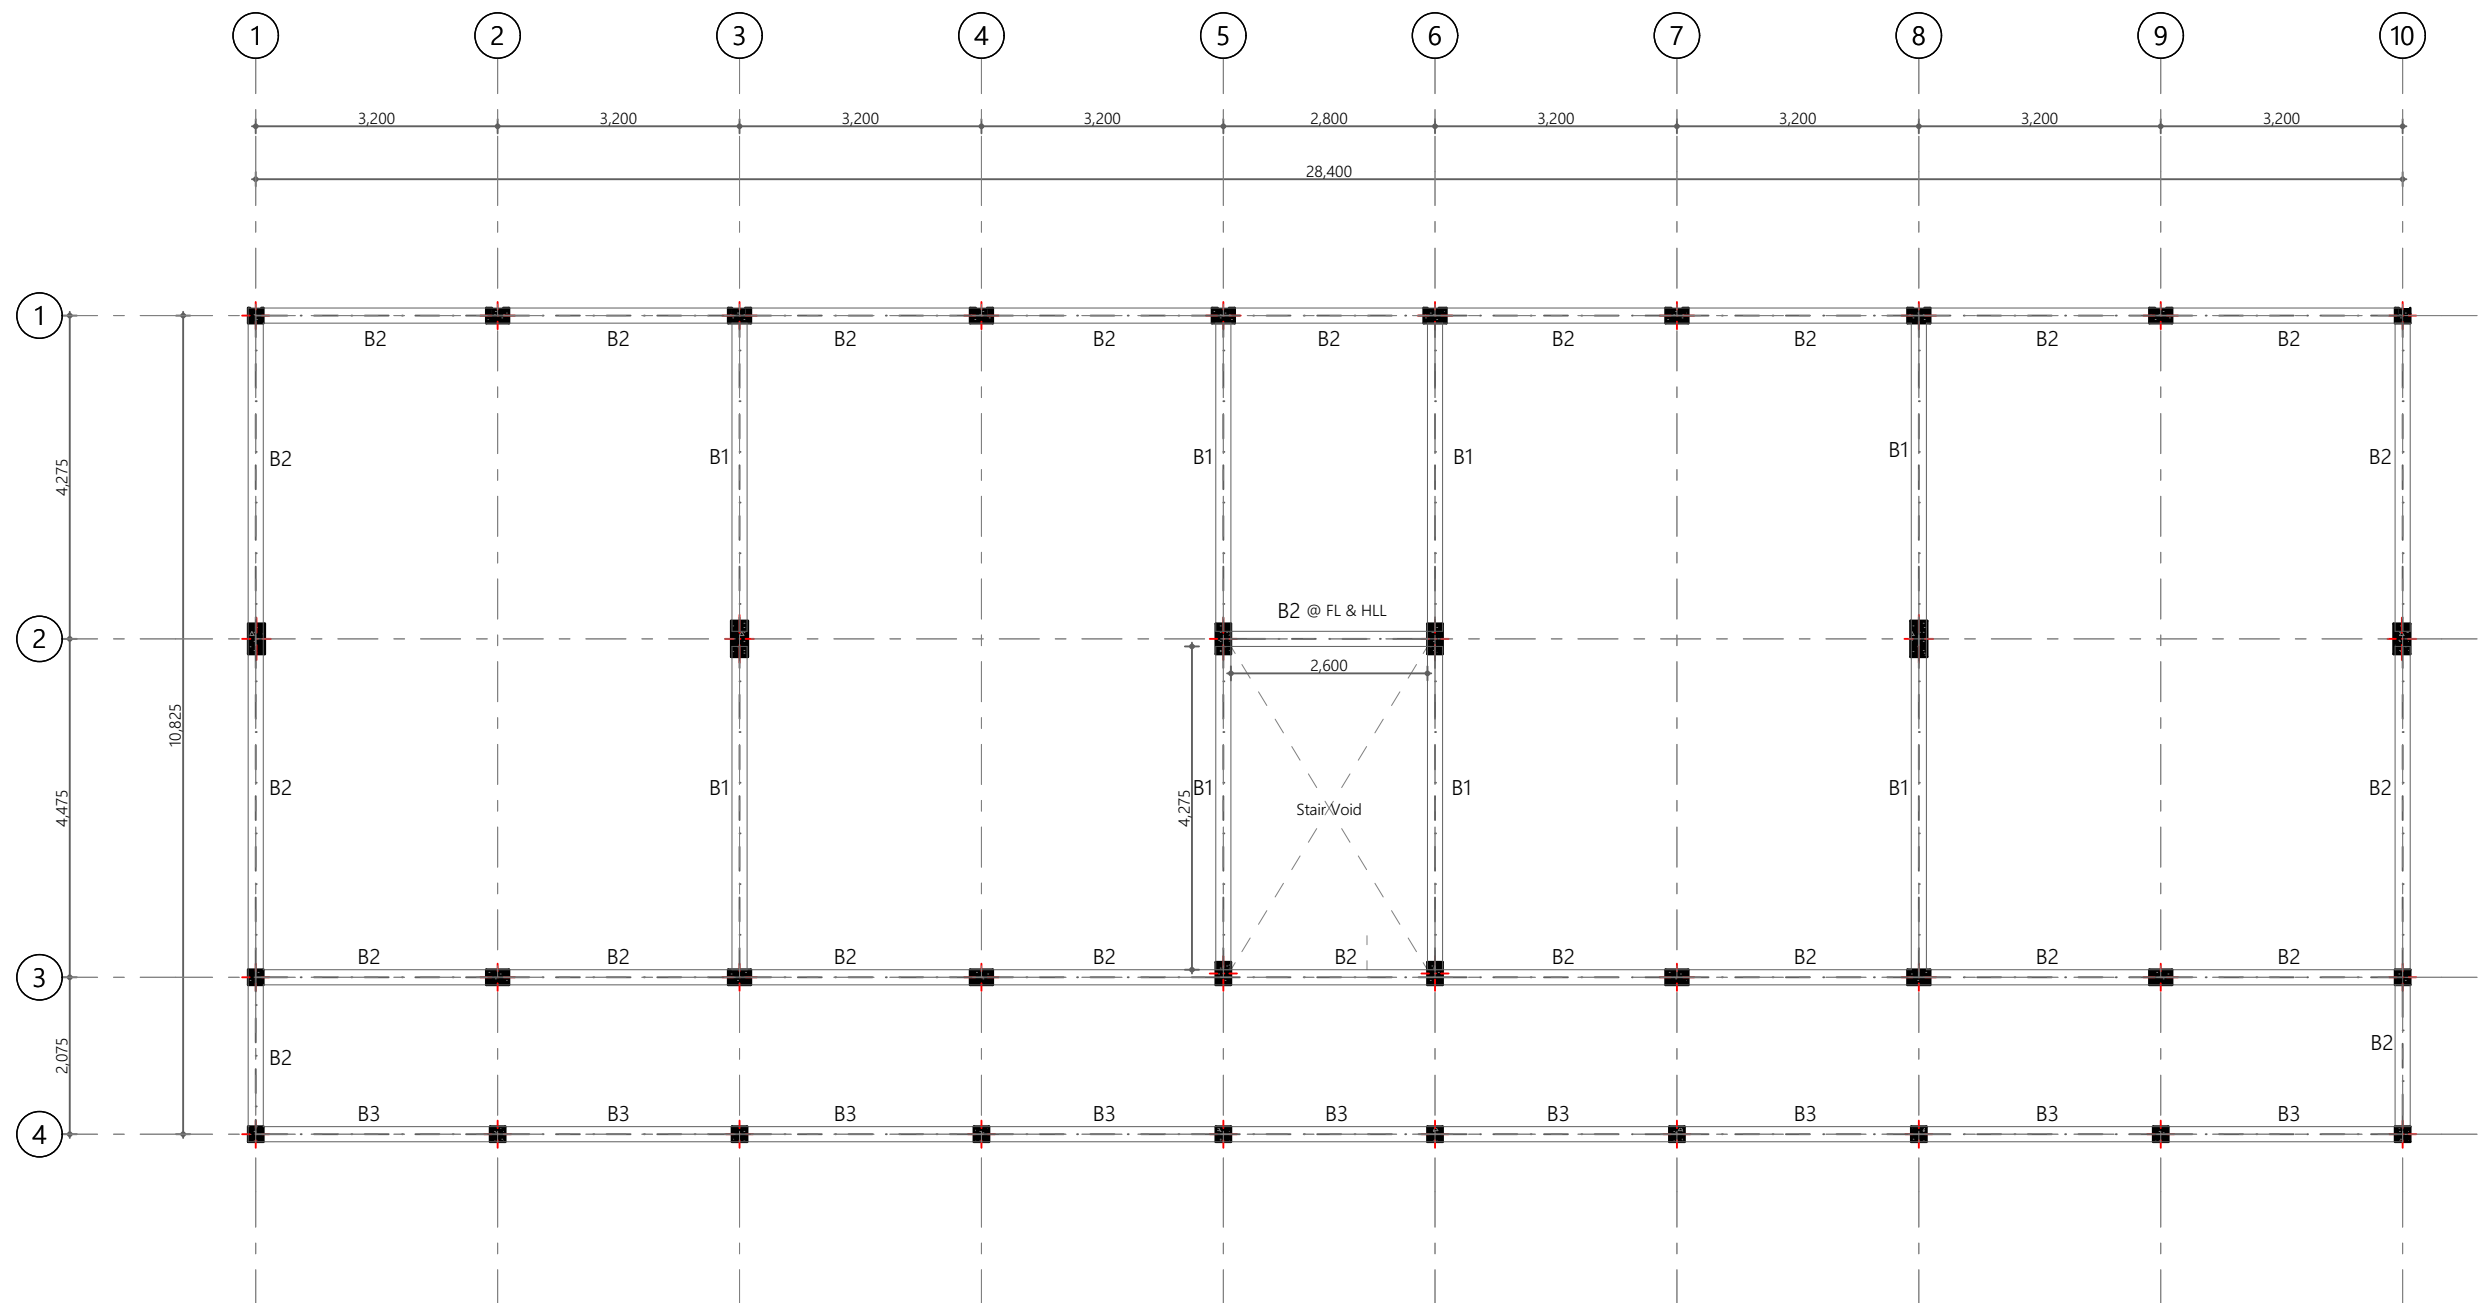 1 2 3 4 5 6 7 8 9 10
3,200 3,200 3,200 3,200 2,800 3,200 3,200 3,200 3,200
28,400
1
B2 B2 B2 B2 B2 B2 B2 B2 B2
4,275 B2 B1 B1 B1 B1 B2
B2 @ FL & HLL
2
2,600
10,825
B2 B1 B1 B1 B1 B2
4,475 4,275 Stair Void
B2 B2 B2 B2 B2 B2 B2 B2 B2
3
2,075 B2 B2
B3 B3 B3 B3 B3 B3 B3 B3 B3
4